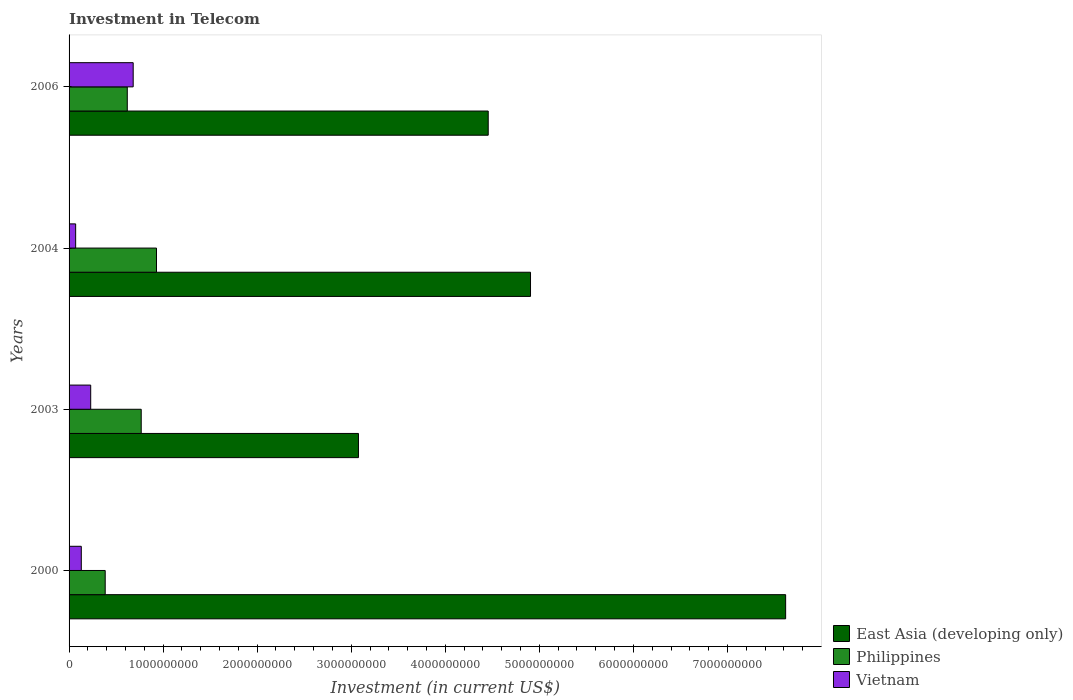 Investment in Telecom
Years
2006
2004
2003
2000
0
1000000000
2000000000
3000000000
4000000000
5000000000
6000000000
7000000000
Investment (in current US$)
East Asia (developing only)
Philippines
Vietnam